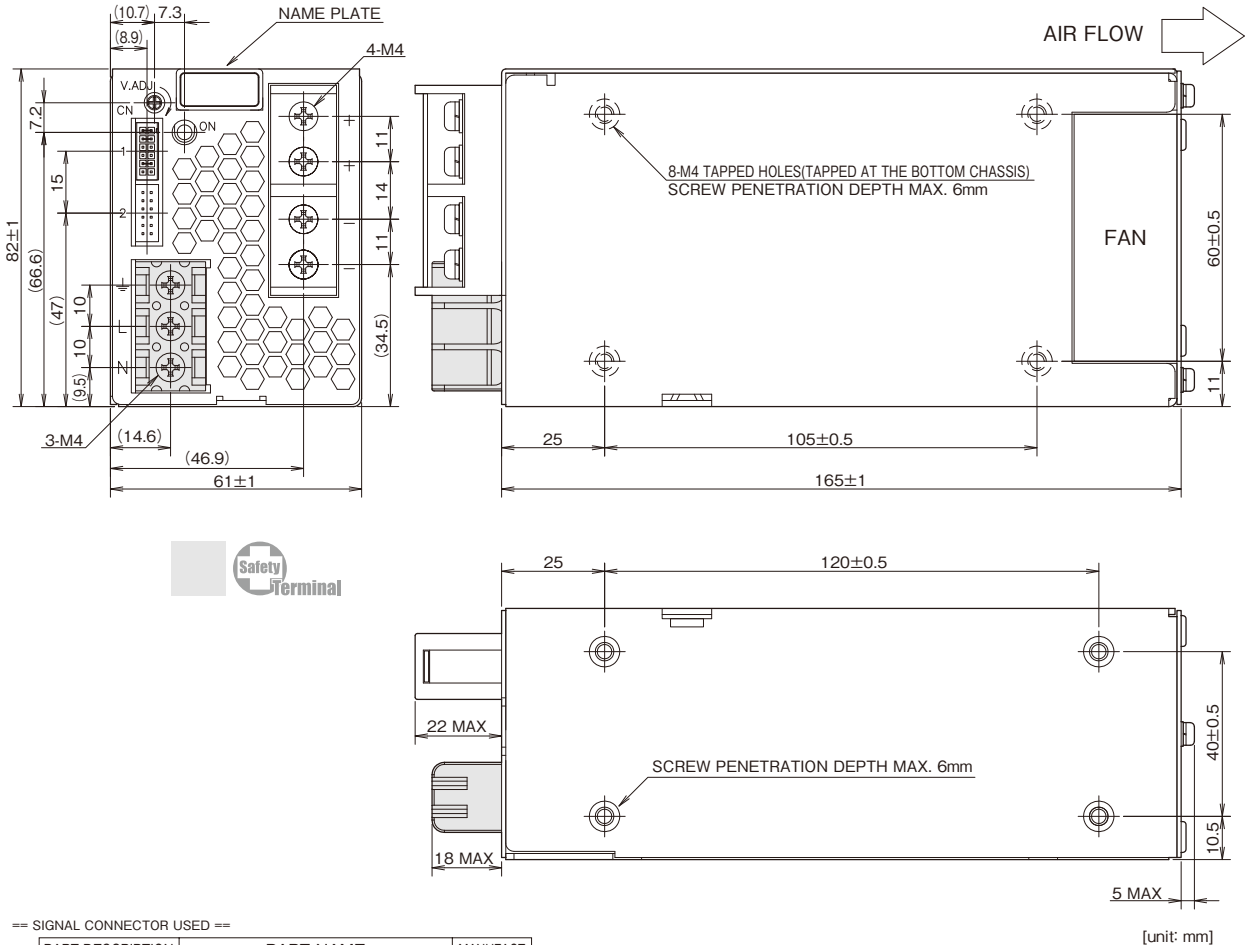 (10.7) 7.3 NAME PLATE
(8.9)
4-M4
AIR FLOW
V.ADJ
CN
ON
7.2
1
15
2
82±1
(66.6)
(47)
10
10
(9.5)
L
N
+
+
−
−
11
14
11
(34.5)
3-M4
(14.6)
(46.9)
61±1
8-M4 TAPPED HOLES(TAPPED AT THE BOTTOM CHASSIS)
SCREW PENETRATION DEPTH MAX. 6mm
FAN
60±0.5
11
25
105±0.5
165±1
Safety
Terminal
25
120±0.5
22 MAX
SCREW PENETRATION DEPTH MAX. 6mm
18 MAX
40±0.5
10.5
5 MAX
[unit: mm]
== SIGNAL CONNECTOR USED ==